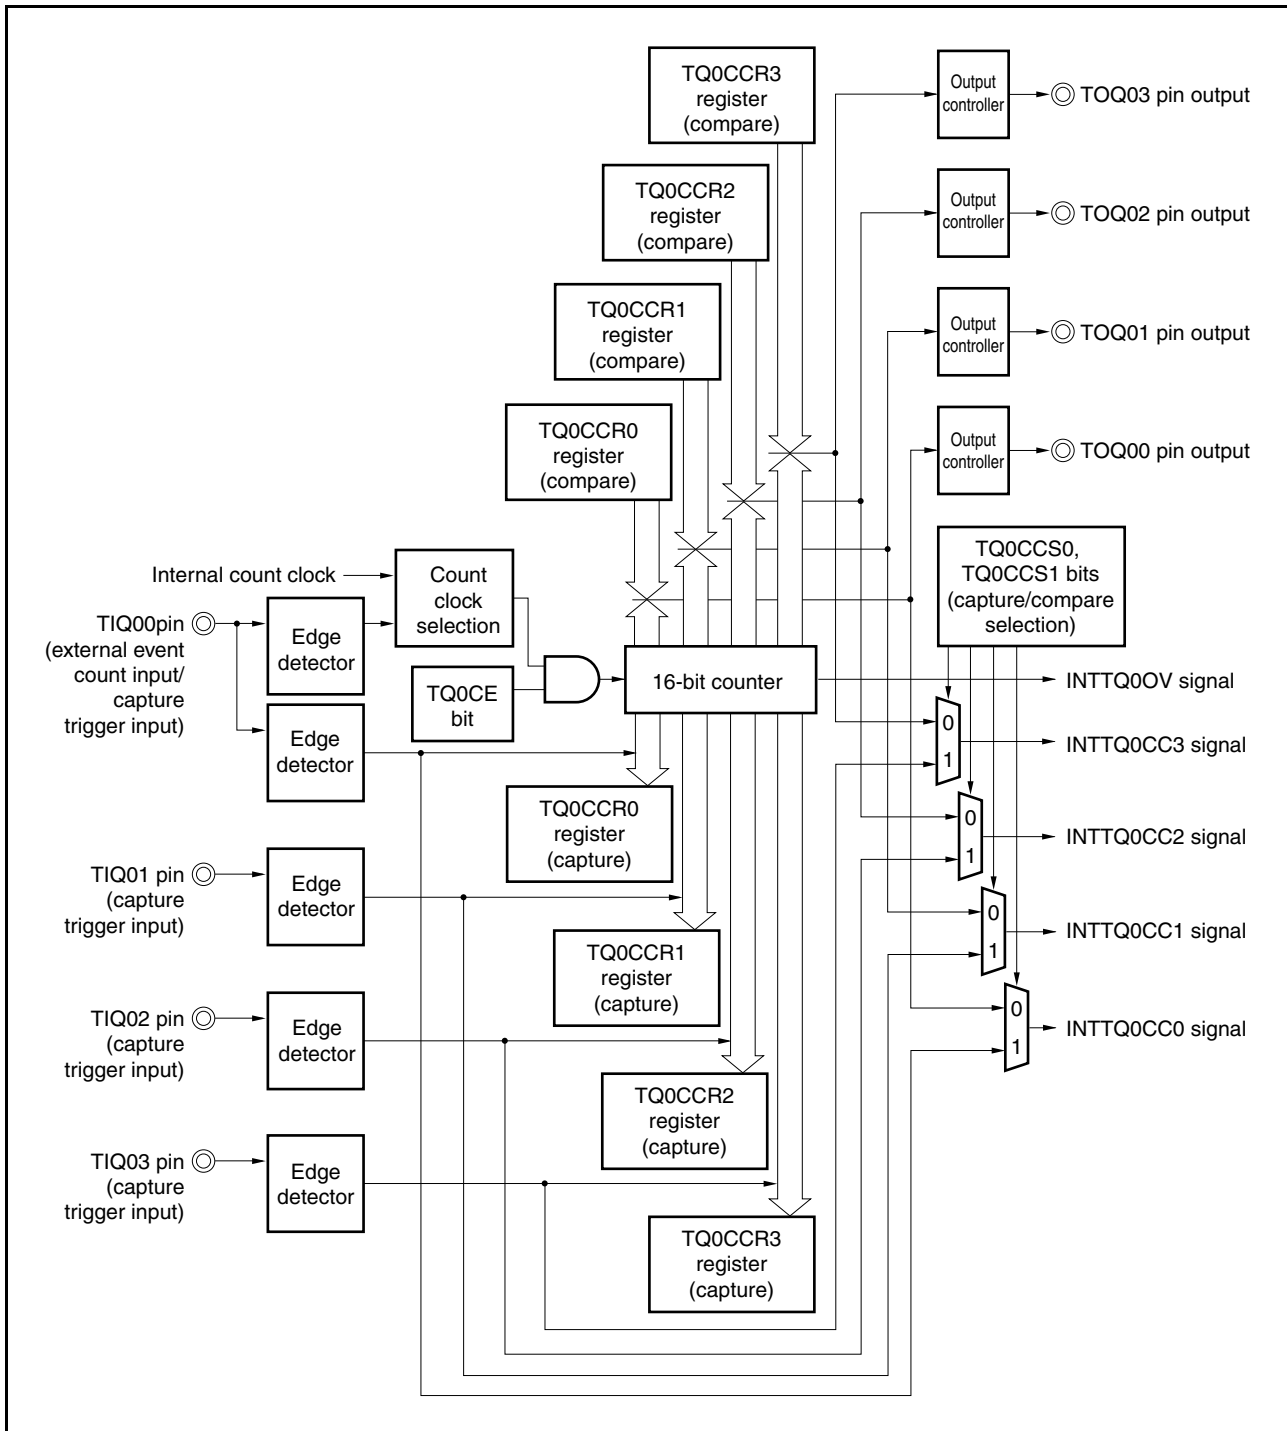 TQ0CCR3
register
(compare)
Output
controller
TOQ03 pin output
TQ0CCR2
register
(compare)
Output
controller
TOQ02 pin output
TQ0CCR1
register
(compare)
Output
controller
TOQ01 pin output
TQ0CCR0
register
(compare)
Output
controller
TOQ00 pin output
Internal count clock
Count
clock
selection
TQ0CCS0,
TQ0CCS1 bits
(capture/compare
selection)
TIQ00pin
(external event
count input/
capture
trigger input)
Edge
detector
TQ0CE
bit
16-bit counter
INTTQ0OV signal
Edge
detector
0
1
INTTQ0CC3 signal
TQ0CCR0
register
(capture)
0
1
INTTQ0CC2 signal
TIQ01 pin
(capture
trigger input)
Edge
detector
0
1
INTTQ0CC1 signal
TQ0CCR1
register
(capture)
TIQ02 pin
(capture
trigger input)
Edge
detector
0
1
INTTQ0CC0 signal
TQ0CCR2
register
(capture)
TIQ03 pin
(capture
trigger input)
Edge
detector
TQ0CCR3
register
(capture)